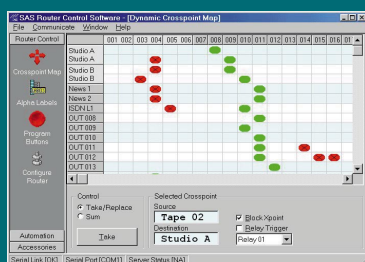 SAS Router Control Software - [Dynamic Crosspoint Map]
File Communicate Window Help
Router Control
001 002 003 004 005 006 007 008 009 010 011 012 013 014 015 016 01
Studio A
Studio A
Studio B
Studio B
News 1
News 2
ISDN L1
OUT 008
OUT 009
OUT 010
OUT 011
OUT 012
OUT 013
Crosspoint Map
Alpha Labels
Program Buttons
Configure Router
Automation
Accessories
Control
Take/Replace
Sum
Take
Selected Crosspoint
Source
Tape 02
Destination
Studio A
Block Xpoint
Relay Trigger
Relay 01
Serial Link [OK] Serial Port [COM1] Server Status [NA]